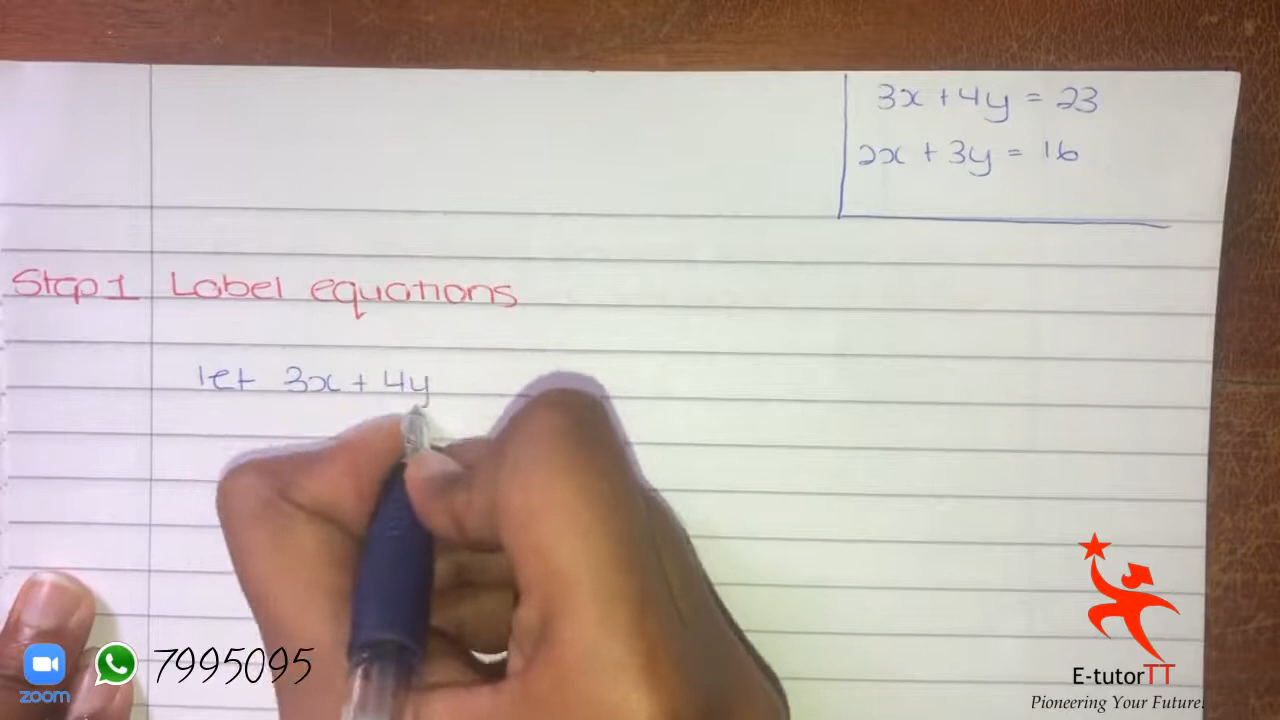 3x + 4y = 23
2x + 3y = 16
Step 1 Label equations
let 3x + 4y
zoom
7995095
E-tutorTT
Pioneering Your Future.